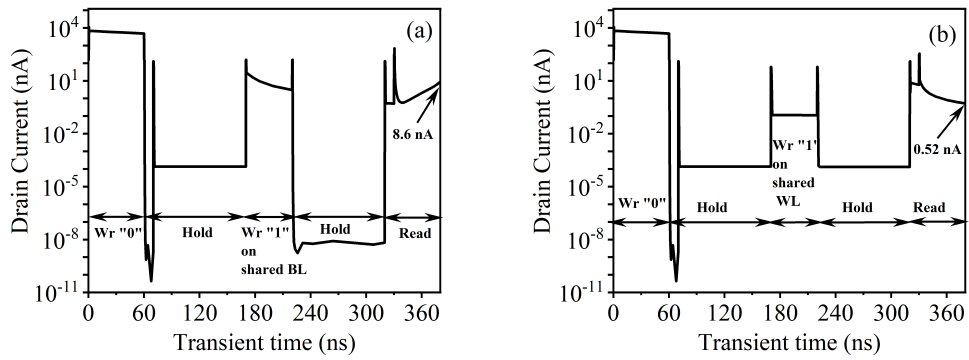 (a)
Drain Current (nA)
10^4
10^1
10^-2
10^-5
10^-8
10^-11
8.6 nA
Wr "0"
Hold
Wr "1"
on
shared BL
Hold
Read
0 60 120 180 240 300 360
Transient time (ns)
(b)
Drain Current (nA)
10^4
10^1
10^-2
10^-5
10^-8
10^-11
0.52 nA
Wr "0"
Hold
Wr "1"
on
shared
WL
Hold
Read
0 60 120 180 240 300 360
Transient time (ns)